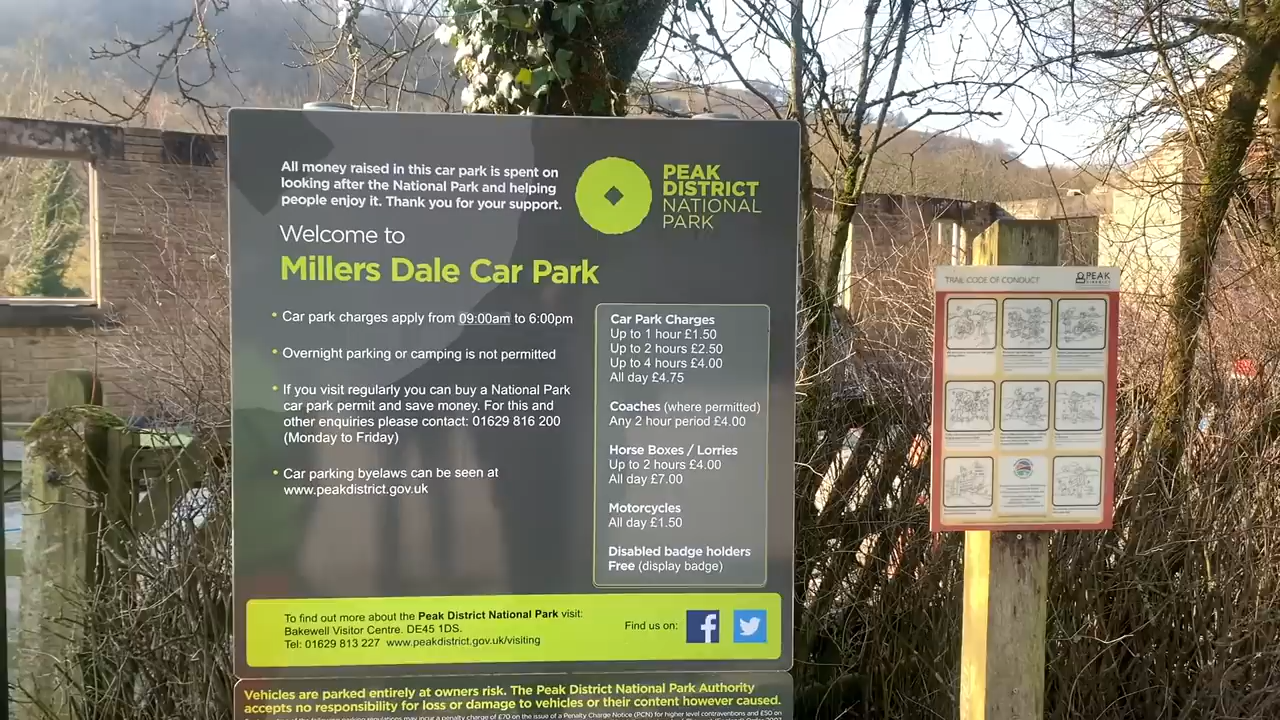 All money raised in this car park is spent on
looking after the National Park and helping
people enjoy it. Thank you for your support.
PEAK
DISTRICT
NATIONAL
PARK
Welcome to
Millers Dale Car Park
• Car park charges apply from 09:00am to 6:00pm
• Overnight parking or camping is not permitted
• If you visit regularly you can buy a National Park
car park permit and save money. For this and
other enquiries please contact: 01629 816 200
(Monday to Friday)
• Car parking byelaws can be seen at
www.peakdistrict.gov.uk
Car Park Charges
Up to 1 hour £1.50
Up to 2 hours £2.50
Up to 4 hours £4.00
All day £4.75
Coaches (where permitted)
Any 2 hour period £4.00
Horse Boxes / Lorries
Up to 2 hours £4.00
All day £7.00
Motorcycles
All day £1.50
Disabled badge holders
Free (display badge)
To find out more about the Peak District National Park visit:
Bakewell Visitor Centre. DE45 1DS.
Tel: 01629 813 227 www.peakdistrict.gov.uk/visiting
Find us on:
Vehicles are parked entirely at owners risk. The Peak District National Park Authority
accepts no responsibility for loss or damage to vehicles or their content however caused.
TRAIL CODE OF CONDUCT
PEAK
DISTRICT